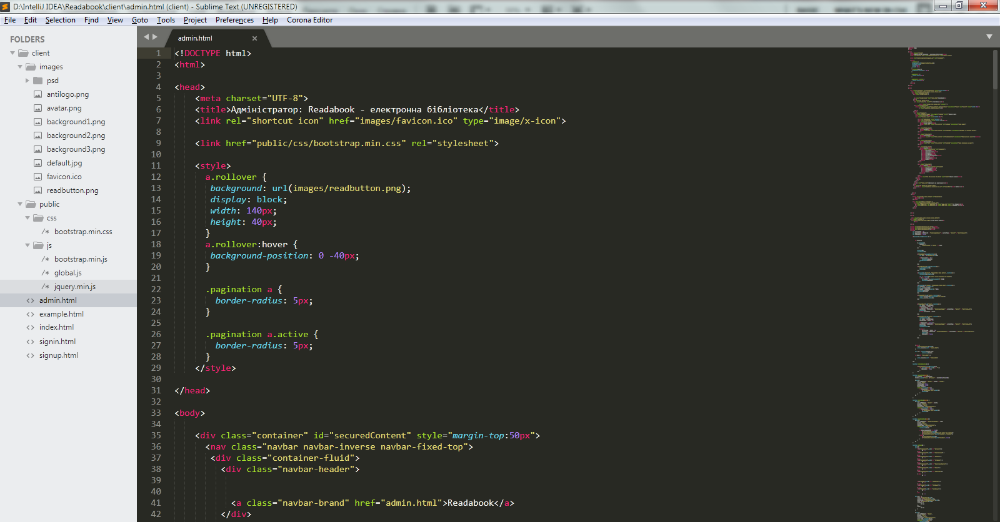 D:\IntelliJ IDEA\Readabook\client\admin.html (client) - Sublime Text (UNREGISTERED)
File Edit Selection Find View Goto Tools Project Preferences Help Corona Editor
FOLDERS
client
images
psd
antilogo.png
avatar.png
background1.png
background2.png
background3.png
default.jpg
favicon.ico
readbutton.png
public
css
/* bootstrap.min.css
js
/* bootstrap.min.js
/* global.js
/* jquery.min.js
<> admin.html
<> example.html
<> index.html
<> signin.html
<> signup.html
admin.html ×
1 <!DOCTYPE html>
2 <html>
3
4 <head>
5 <meta charset="UTF-8">
6 <title>Адміністратор: Readabook - електронна бібліотека</title>
7 <link rel="shortcut icon" href="images/favicon.ico" type="image/x-icon">
8
9 <link href="public/css/bootstrap.min.css" rel="stylesheet">
10
11 <style>
12 a.rollover {
13 background: url(images/readbutton.png);
14 display: block;
15 width: 140px;
16 height: 40px;
17 }
18 a.rollover:hover {
19 background-position: 0 -40px;
20 }
21
22 .pagination a {
23 border-radius: 5px;
24 }
25
26 .pagination a.active {
27 border-radius: 5px;
28 }
29 </style>
30
31 </head>
32
33 <body>
34
35 <div class="container" id="securedContent" style="margin-top:50px">
36 <nav class="navbar navbar-inverse navbar-fixed-top">
37 <div class="container-fluid">
38 <div class="navbar-header">
39
40
41 <a class="navbar-brand" href="admin.html">Readabook</a>
42 </div>